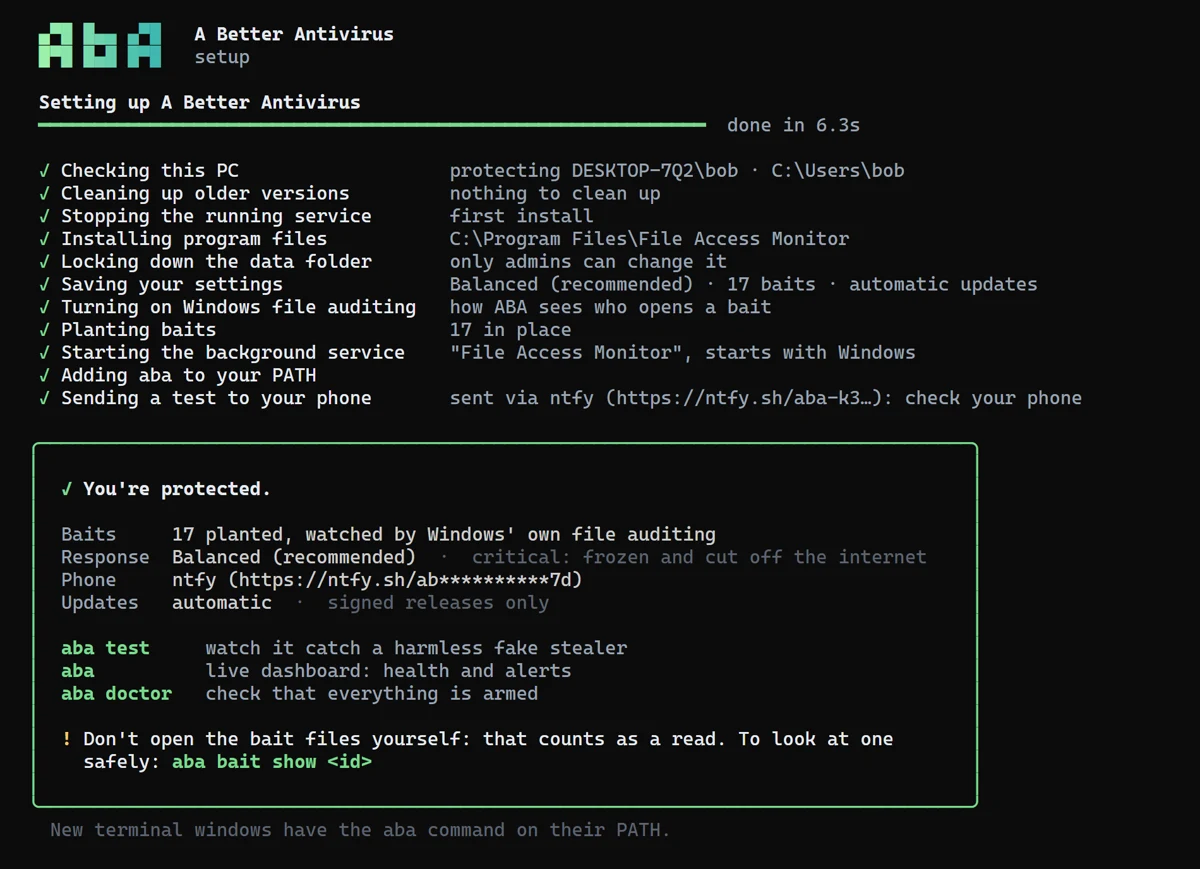 AbA
A Better Antivirus
setup
Setting up A Better Antivirus
done in 6.3s
✓ Checking this PC protecting DESKTOP-7Q2\bob · C:\Users\bob
✓ Cleaning up older versions nothing to clean up
✓ Stopping the running service first install
✓ Installing program files C:\Program Files\File Access Monitor
✓ Locking down the data folder only admins can change it
✓ Saving your settings Balanced (recommended) · 17 baits · automatic updates
✓ Turning on Windows file auditing how ABA sees who opens a bait
✓ Planting baits 17 in place
✓ Starting the background service "File Access Monitor", starts with Windows
✓ Adding aba to your PATH
✓ Sending a test to your phone sent via ntfy (https://ntfy.sh/aba-k3…): check your phone
✓ You're protected.
Baits 17 planted, watched by Windows' own file auditing
Response Balanced (recommended) · critical: frozen and cut off the internet
Phone ntfy (https://ntfy.sh/ab**********7d)
Updates automatic · signed releases only
aba test watch it catch a harmless fake stealer
aba live dashboard: health and alerts
aba doctor check that everything is armed
! Don't open the bait files yourself: that counts as a read. To look at one
safely: aba bait show <id>
New terminal windows have the aba command on their PATH.